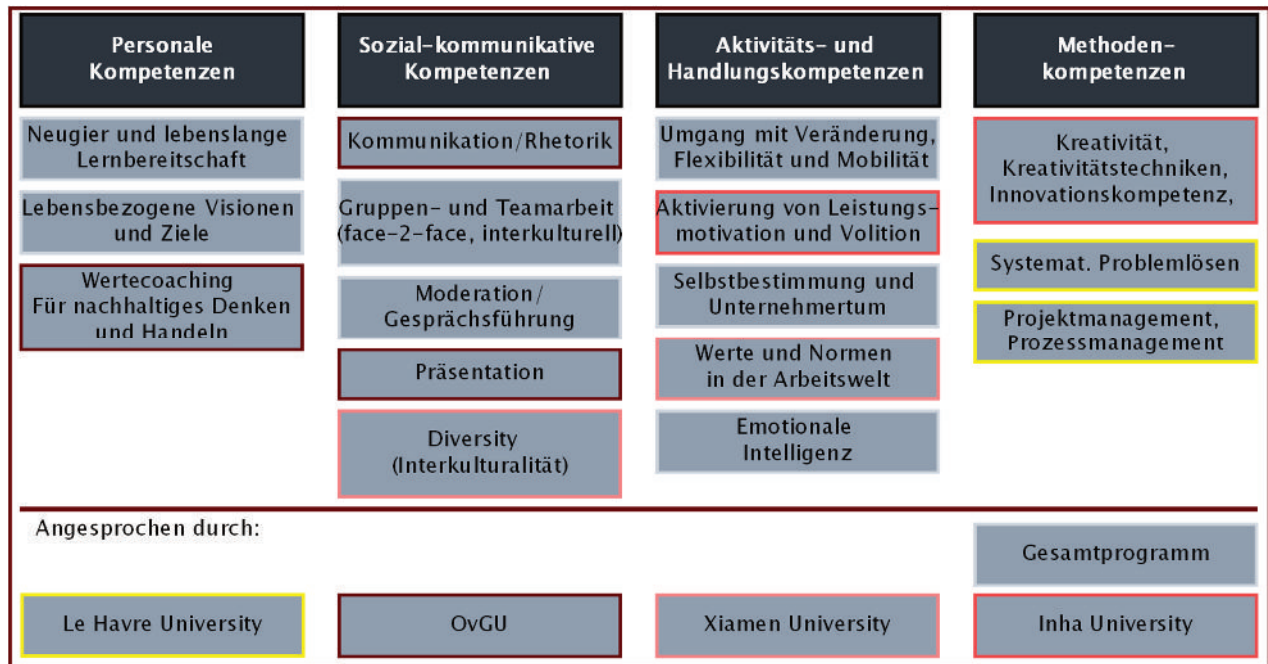 Personale
Kompetenzen
Neugier und lebenslange
Lernbereitschaft
Lebensbezogene Visionen
und Ziele
Wertecoaching
Für nachhaltiges Denken
und Handeln
Sozial-kommunikative
Kompetenzen
Kommunikation/Rhetorik
Gruppen- und Teamarbeit
(face-2-face, interkulturell)
Moderation/
Gesprächsführung
Präsentation
Diversity
(Interkulturalität)
Aktivitäts- und
Handlungskompetenzen
Umgang mit Veränderung,
Flexibilität und Mobilität
Aktivierung von Leistungs-
motivation und Volition
Selbstbestimmung und
Unternehmertum
Werte und Normen
in der Arbeitswelt
Emotionale
Intelligenz
Methoden-
kompetenzen
Kreativität,
Kreativitätstechniken,
Innovationskompetenz,
Systemat. Problemlösen
Projektmanagement,
Prozessmanagement
Angesprochen durch:
Gesamtprogramm
Le Havre University
OvGU
Xiamen University
Inha University